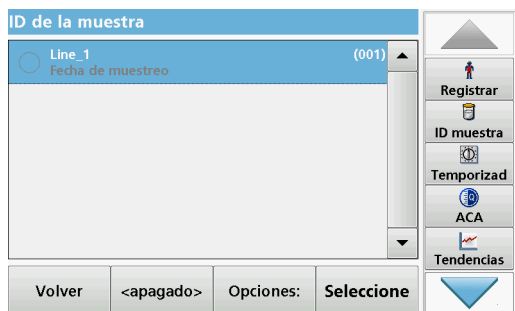 ID de la muestra
Line_1 (001)
Fecha de muestreo
Registrar
ID muestra
Temporizad
ACA
Tendencias
Volver <apagado> Opciones: Seleccione